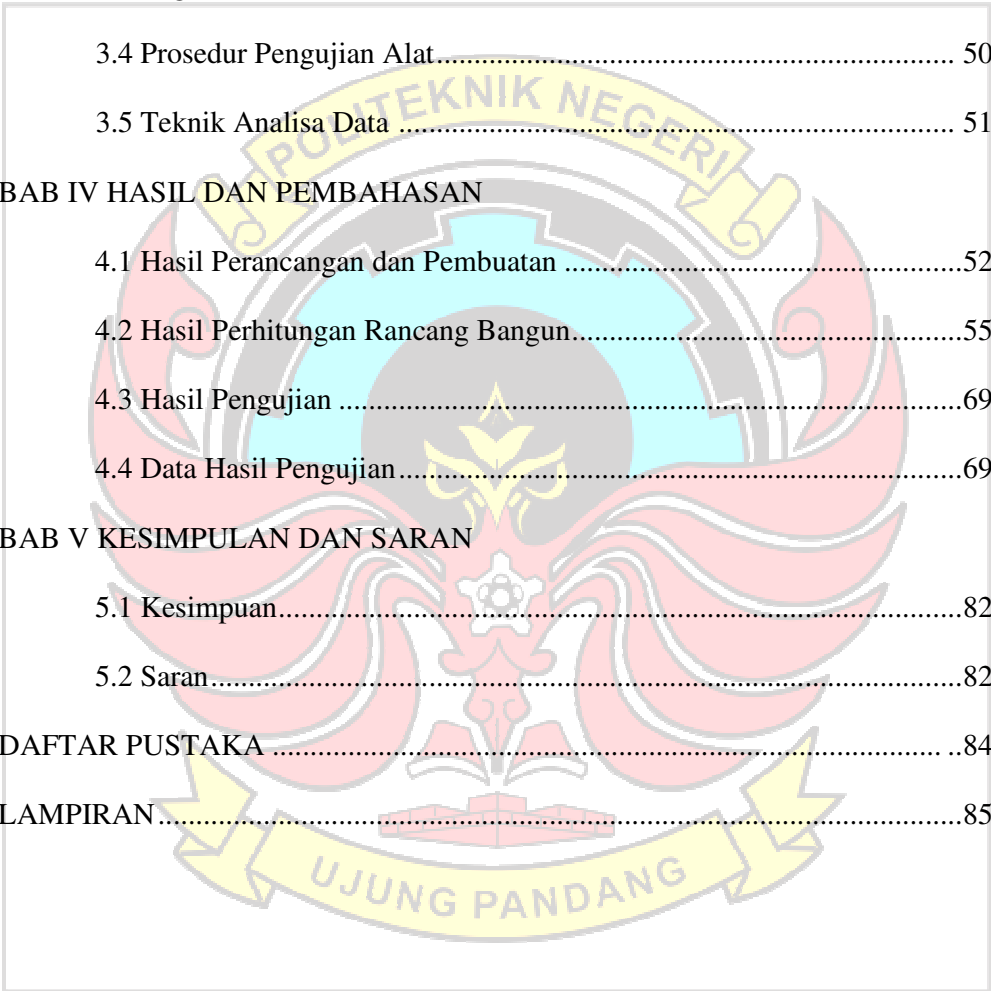 3.4 Prosedur Pengujian Alat.................................................................. 50
POLITEKNIK NEGERI
3.5 Teknik Analisa Data ....................................................................... 51
BAB IV HASIL DAN PEMBAHASAN
4.1 Hasil Perancangan dan Pembuatan ...................................................52
4.2 Hasil Perhitungan Rancang Bangun..................................................55
4.3 Hasil Pengujian ................................................................................69
4.4 Data Hasil Pengujian........................................................................69
BAB V KESIMPULAN DAN SARAN
5.1 Kesimpuan.......................................................................................82
5.2 Saran................................................................................................82
DAFTAR PUSTAKA ..................................................................................... ..84
LAMPIRAN......................................................................................................85
UJUNG PANDANG